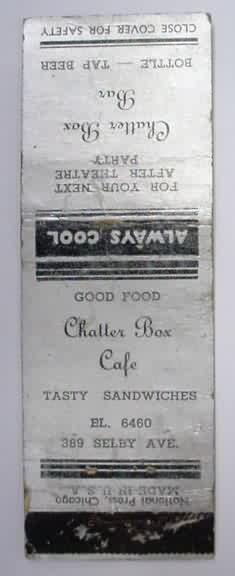 CLOSE COVER FOR SAFETY
BOTTLE — TAP BEER
Chatter Box
Bar
FOR YOUR NEXT
AFTER THEATRE
PARTY
ALWAYS COOL
GOOD FOOD
Chatter Box
Cafe
TASTY SANDWICHES
EL. 6460
389 SELBY AVE.
National Press, Chicago
MADE IN U.S.A.